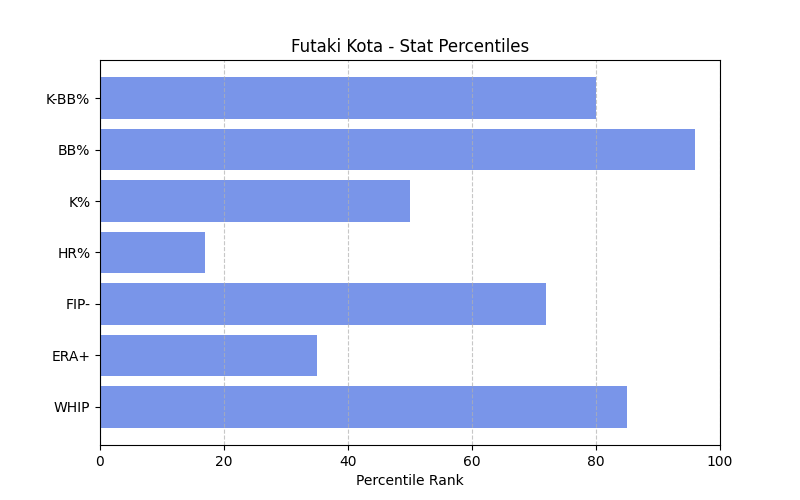 Futaki Kota - Stat Percentiles
K-BB%
BB%
K%
HR%
FIP-
ERA+
WHIP
0 20 40 60 80 100
Percentile Rank